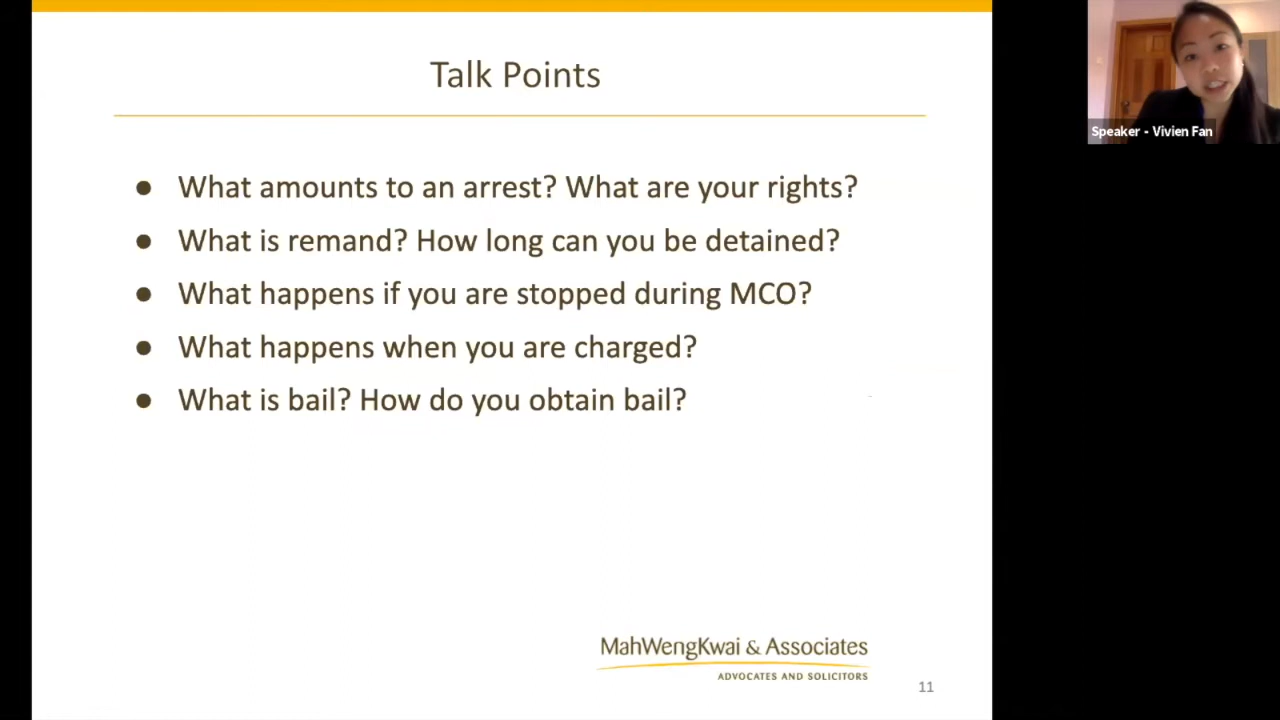 Talk Points
● What amounts to an arrest? What are your rights?
● What is remand? How long can you be detained?
● What happens if you are stopped during MCO?
● What happens when you are charged?
● What is bail? How do you obtain bail?
MahWengKwai & Associates
ADVOCATES AND SOLICITORS
11
Speaker - Vivien Fan